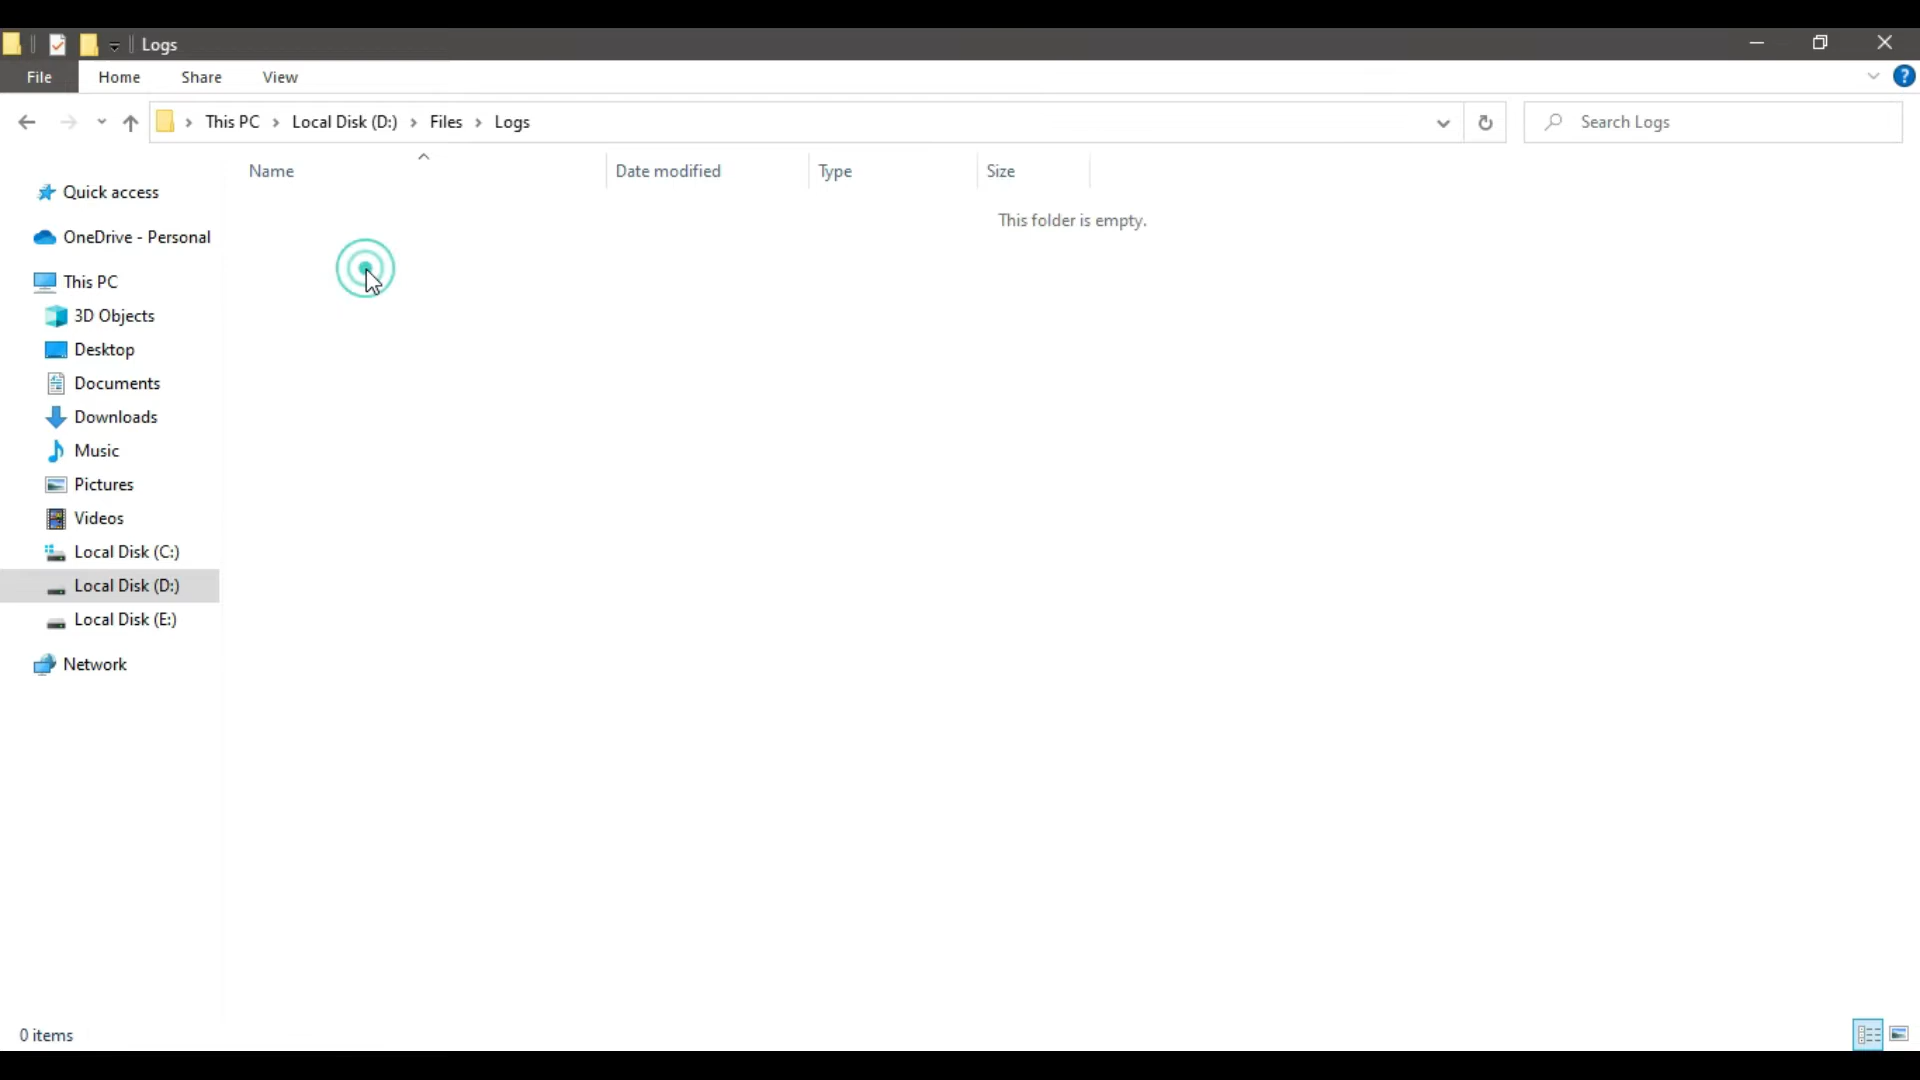 Logs
File Home Share View ?
This PC Local Disk (D:) Files Logs Search Logs
Name Date modified Type Size
This folder is empty.
Quick access
OneDrive - Personal
This PC
3D Objects
Desktop
Documents
Downloads
Music
Pictures
Videos
Local Disk (C:)
Local Disk (D:)
Local Disk (E:)
Network
0 items